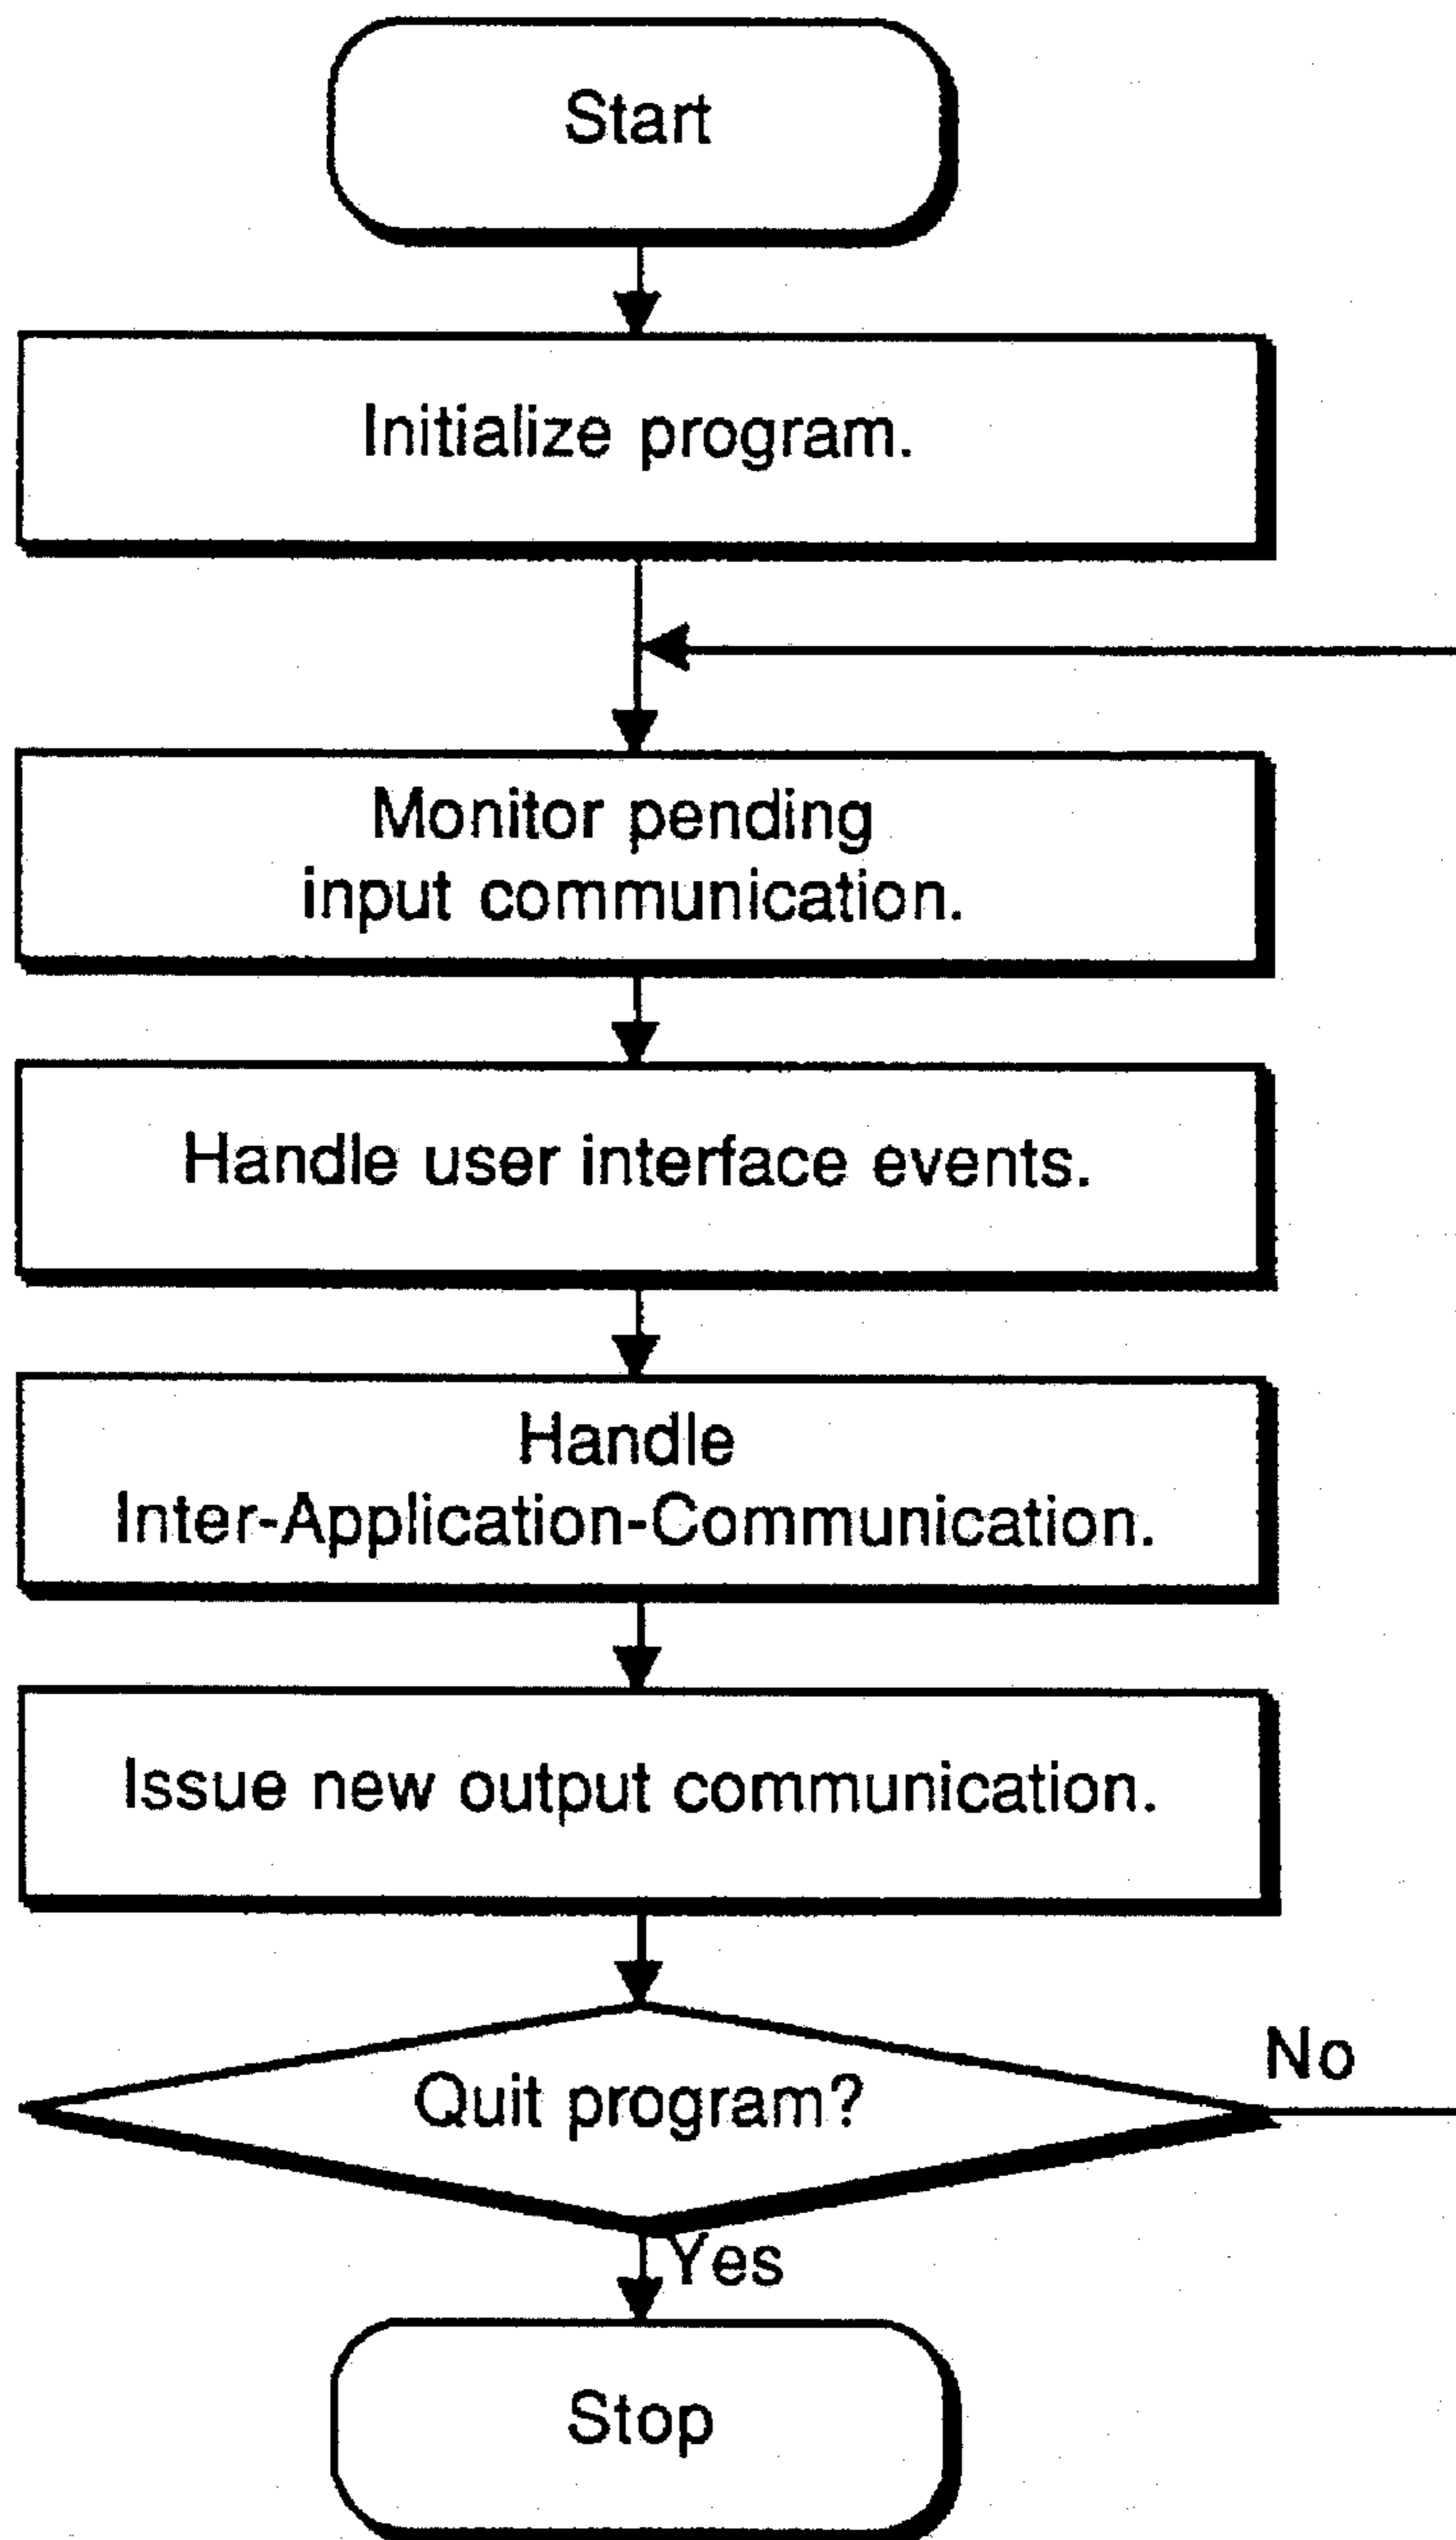 Start
Initialize program.
Monitor pending
input communication.
Handle user interface events.
Handle
Inter-Application-Communication.
Issue new output communication.
Quit program?
No
Yes
Stop